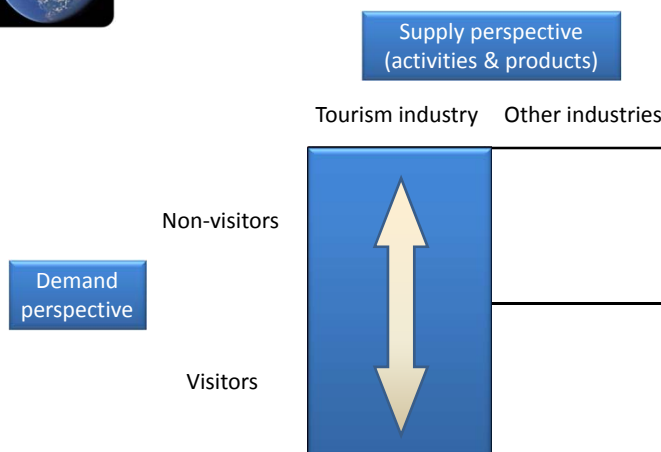 Supply perspective
(activities & products)
Tourism industry Other industries
Non-visitors
Demand
perspective
Visitors